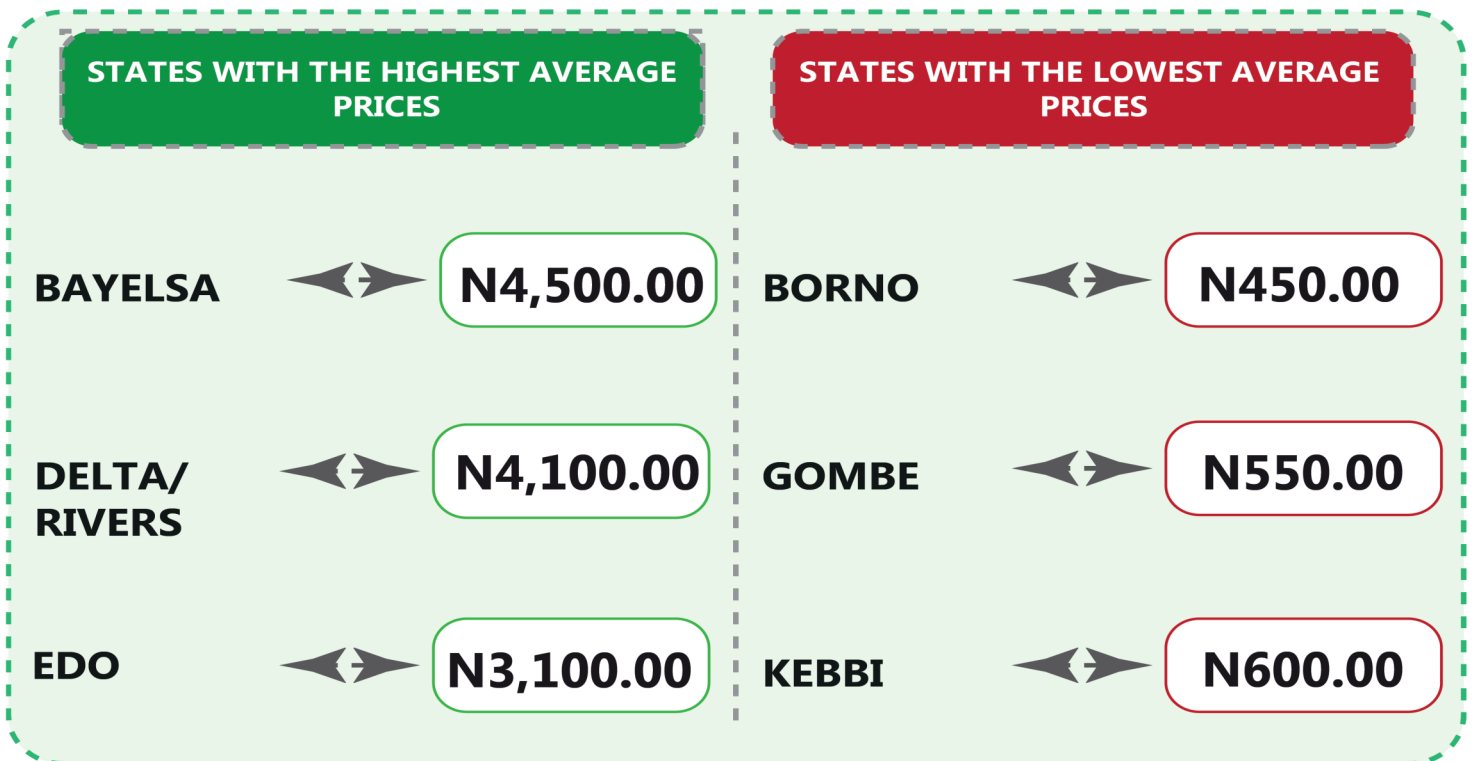 STATES WITH THE HIGHEST AVERAGE
PRICES
BAYELSA N4,500.00
DELTA/ N4,100.00
RIVERS
EDO N3,100.00
STATES WITH THE LOWEST AVERAGE
PRICES
BORNO N450.00
GOMBE N550.00
KEBBI N600.00